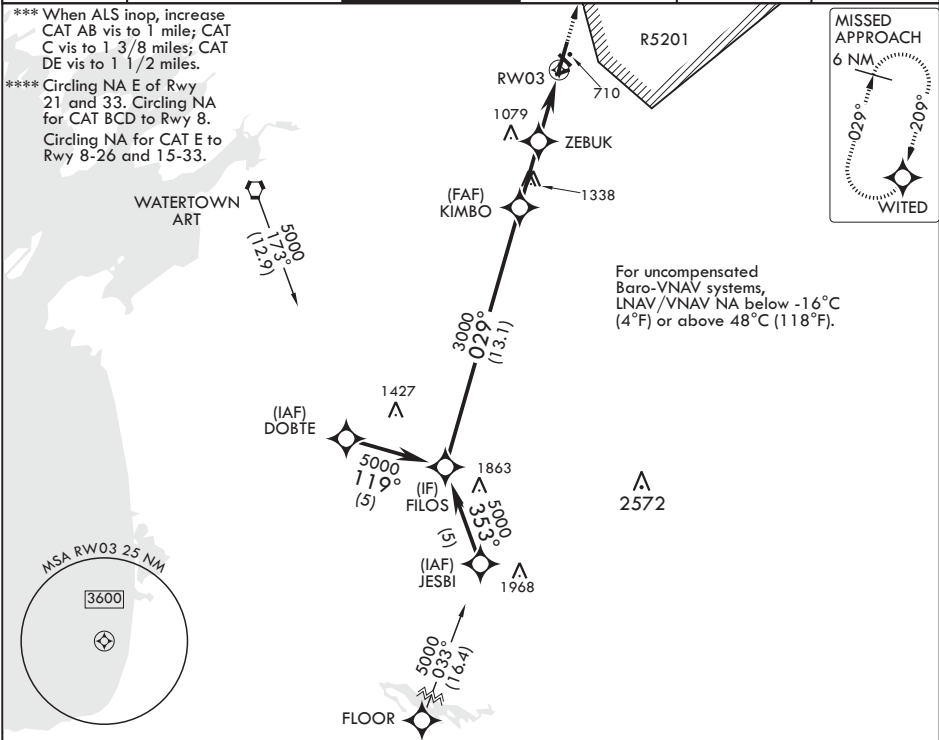 *** When ALS inop, increase
CAT AB vis to 1 mile; CAT
C vis to 1 3/8 miles; CAT
DE vis to 1 1/2 miles.
**** Circling NA E of Rwy
21 and 33. Circling NA
for CAT BCD to Rwy 8.
Circling NA for CAT E to
Rwy 8-26 and 15-33.
R5201
MISSED
APPROACH
6 NM
029°
209°
WITED
RW03
710
1079
ZEBUK
(FAF)
KIMBO
1338
WATERTOWN
ART
5000
173°
(12.9)
For uncompensated
Baro-VNAV systems,
LNAV/VNAV NA below -16°C
(4°F) or above 48°C (118°F).
3000
029°
(13.1)
1427
(IAF)
DOBTE
5000
119°
(5)
(IF)
FILOS
1863
5000
353°
(5)
2572
(IAF)
JESBI
1968
MSA RW03 25 NM
3600
5000
033°
(16.4)
FLOOR